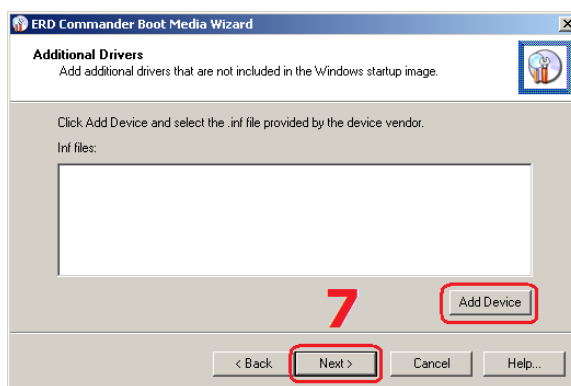 ERD Commander Boot Media Wizard
Additional Drivers
Add additional drivers that are not included in the Windows startup image.
Click Add Device and select the .inf file provided by the device vendor.
Inf files:
Add Device
7
< Back
Next >
Cancel
Help...